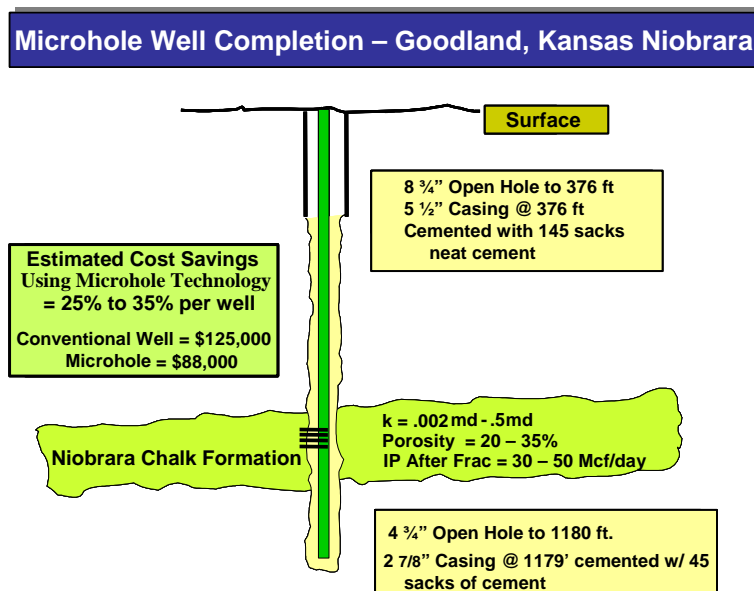 Microhole Well Completion – Goodland, Kansas Niobrara
Surface
8 ¾” Open Hole to 376 ft
5 ½” Casing @ 376 ft
Cemented with 145 sacks
neat cement
Estimated Cost Savings
Using Microhole Technology
= 25% to 35% per well
Conventional Well = $125,000
Microhole = $88,000
Niobrara Chalk Formation
k = .002 md - .5md
Porosity = 20 – 35%
IP After Frac = 30 – 50 Mcf/day
4 ¾” Open Hole to 1180 ft.
2 7/8” Casing @ 1179’ cemented w/ 45
sacks of cement